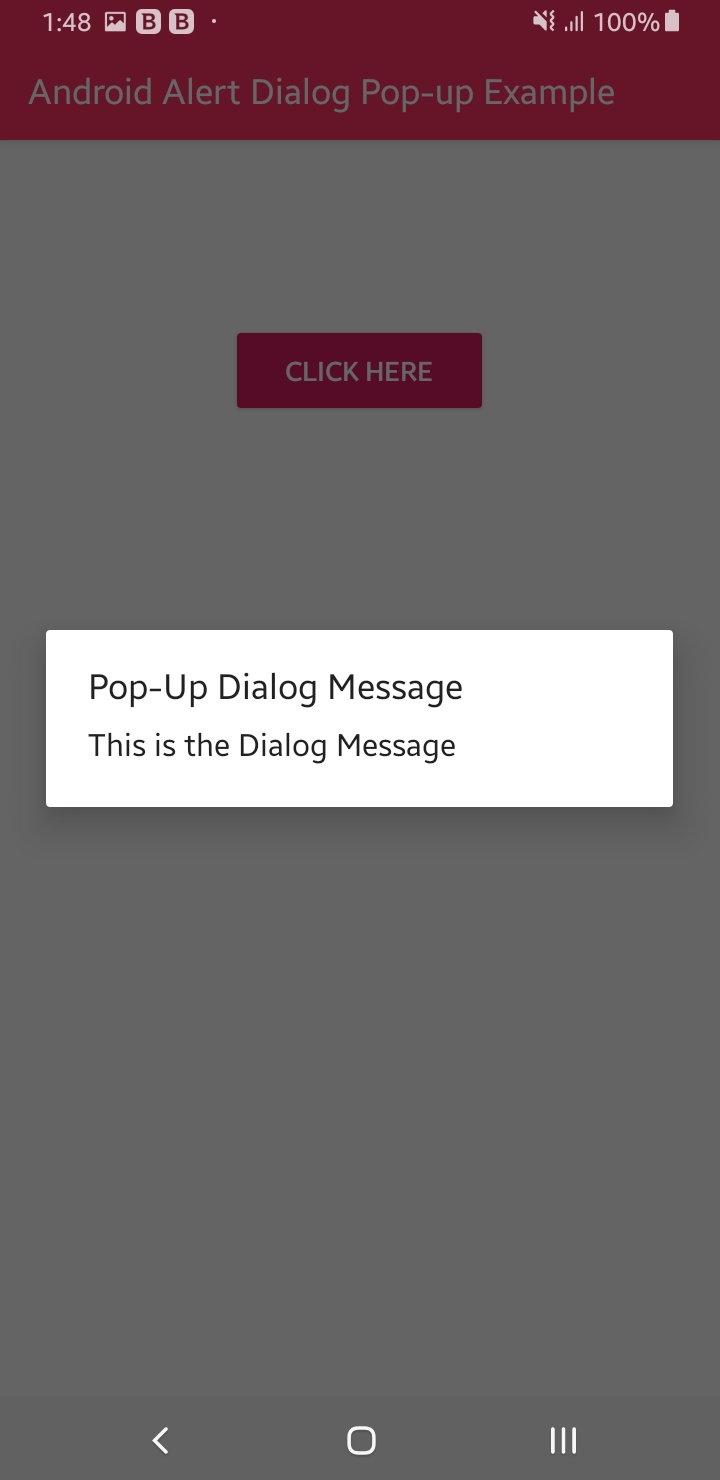 1:48 B B 100%
Android Alert Dialog Pop-up Example
CLICK HERE
Pop-Up Dialog Message
This is the Dialog Message